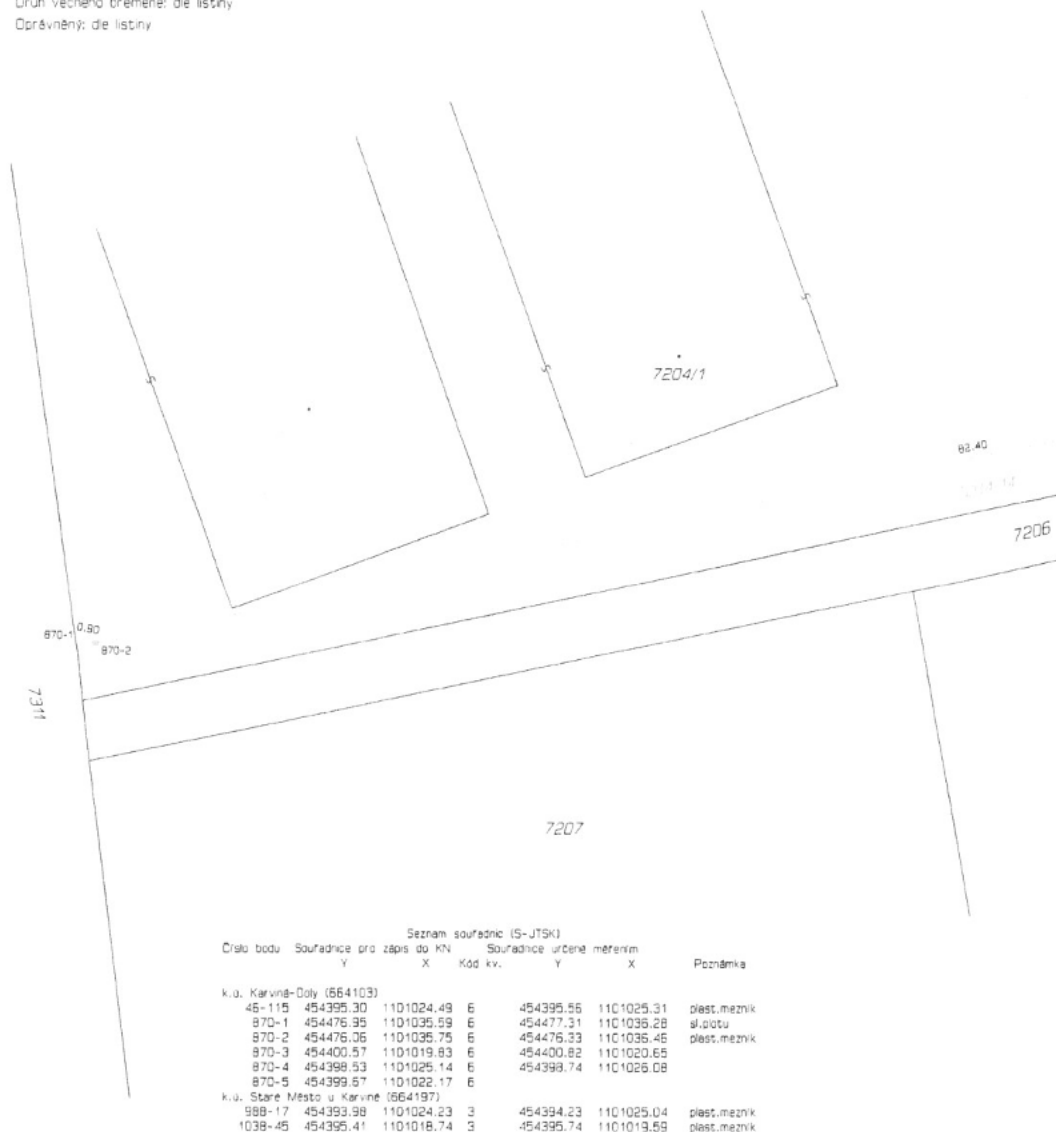 Druh věcného břemene: dle listiny
Oprávněný: dle listiny
7204/1
82.40
7206
870-1 0.90
870-2
7311
7207
Seznam souřadnic (S-JTSK)
Číslo bodu Souřadnice pro zápis do KN Souřadnice určené měřením
Y X Kód kv. Y X Poznámka
k.ú. Karviná-Doly (664103)
46-115 454395.30 1101024.49 6 454395.56 1101025.31 plast.mezník
870-1 454476.95 1101035.59 6 454477.31 1101036.28 sl.plotu
870-2 454476.06 1101035.75 6 454476.33 1101036.46 plast.mezník
870-3 454400.57 1101019.83 6 454400.82 1101020.65
870-4 454398.53 1101025.14 6 454398.74 1101026.08
870-5 454399.67 1101022.17 6
k.ú. Staré Město u Karviné (664197)
988-17 454393.98 1101024.23 3 454394.23 1101025.04 plast.mezník
1038-45 454395.41 1101018.74 3 454395.74 1101019.59 plast.mezník